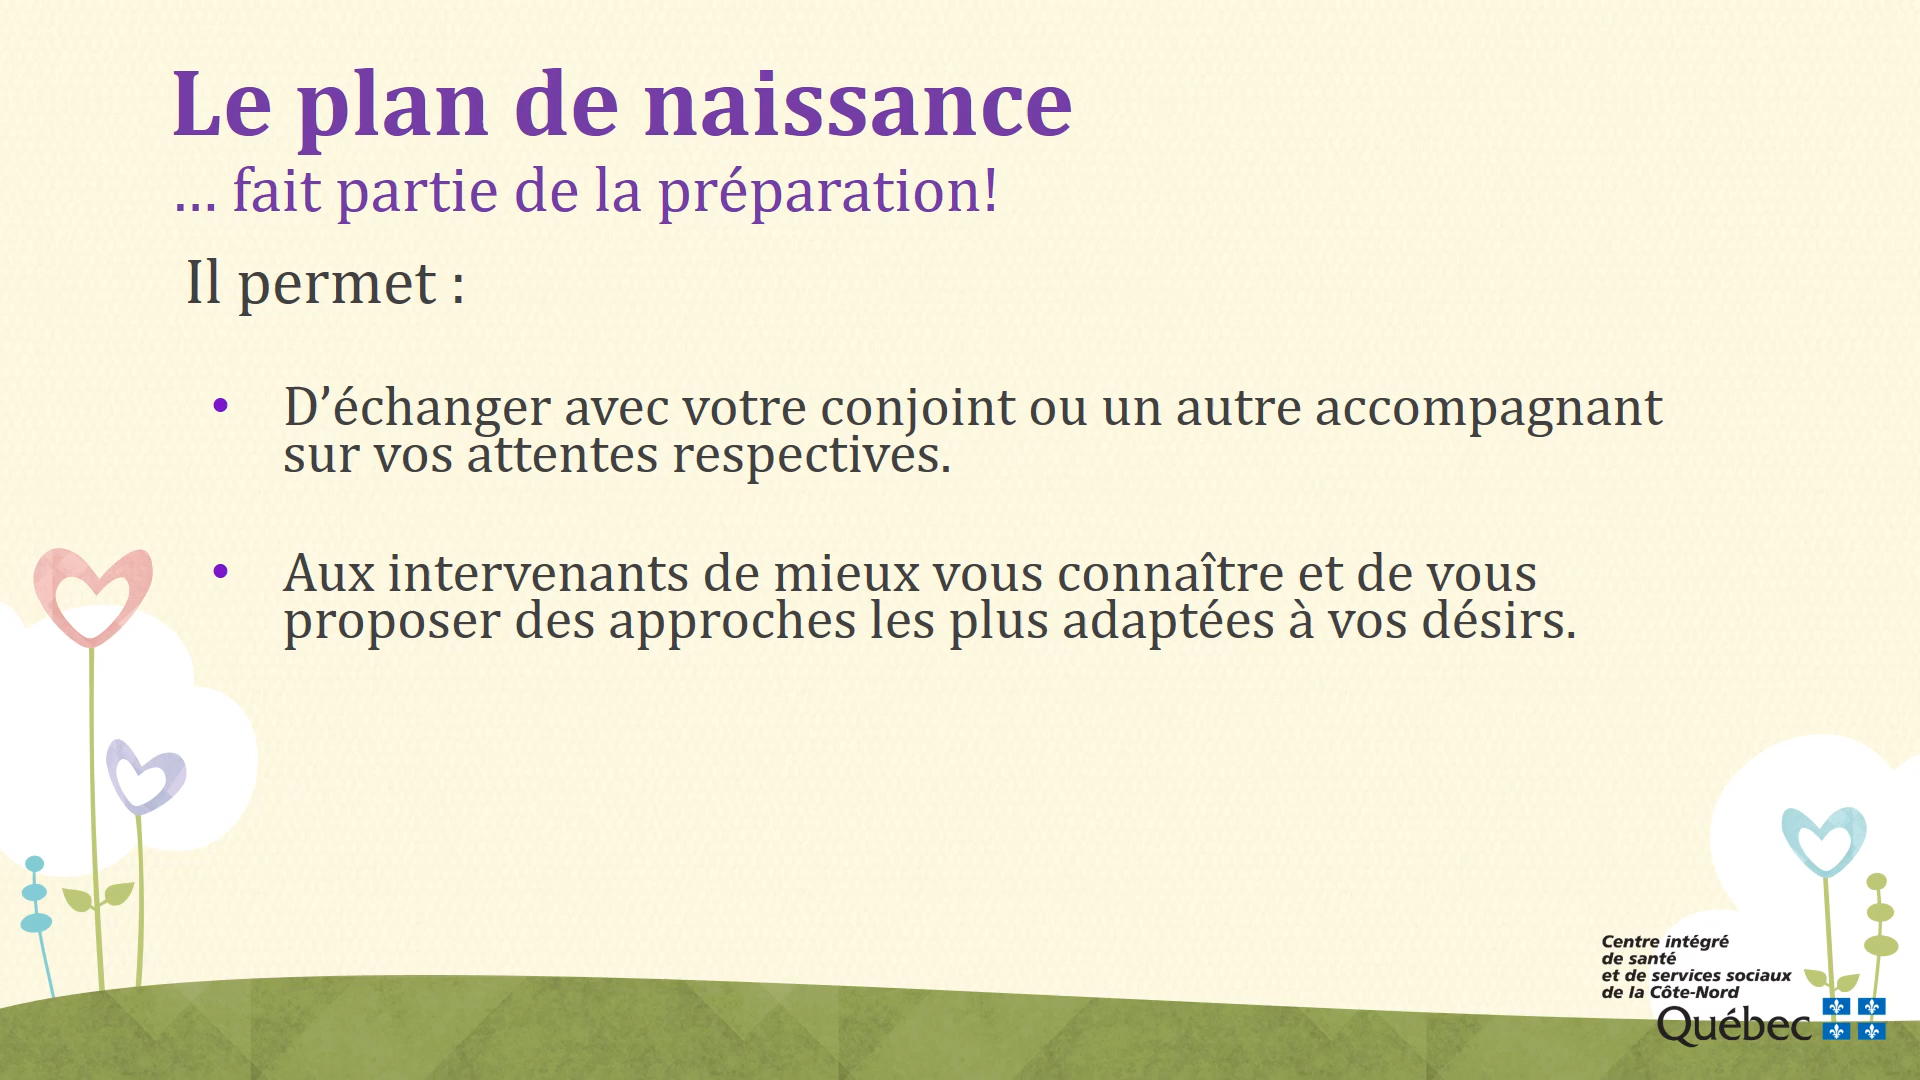 Le plan de naissance
... fait partie de la préparation!
Il permet :
• D’échanger avec votre conjoint ou un autre accompagnant
sur vos attentes respectives.
• Aux intervenants de mieux vous connaître et de vous
proposer des approches les plus adaptées à vos désirs.
Centre intégré
de santé
et de services sociaux
de la Côte-Nord
Québec